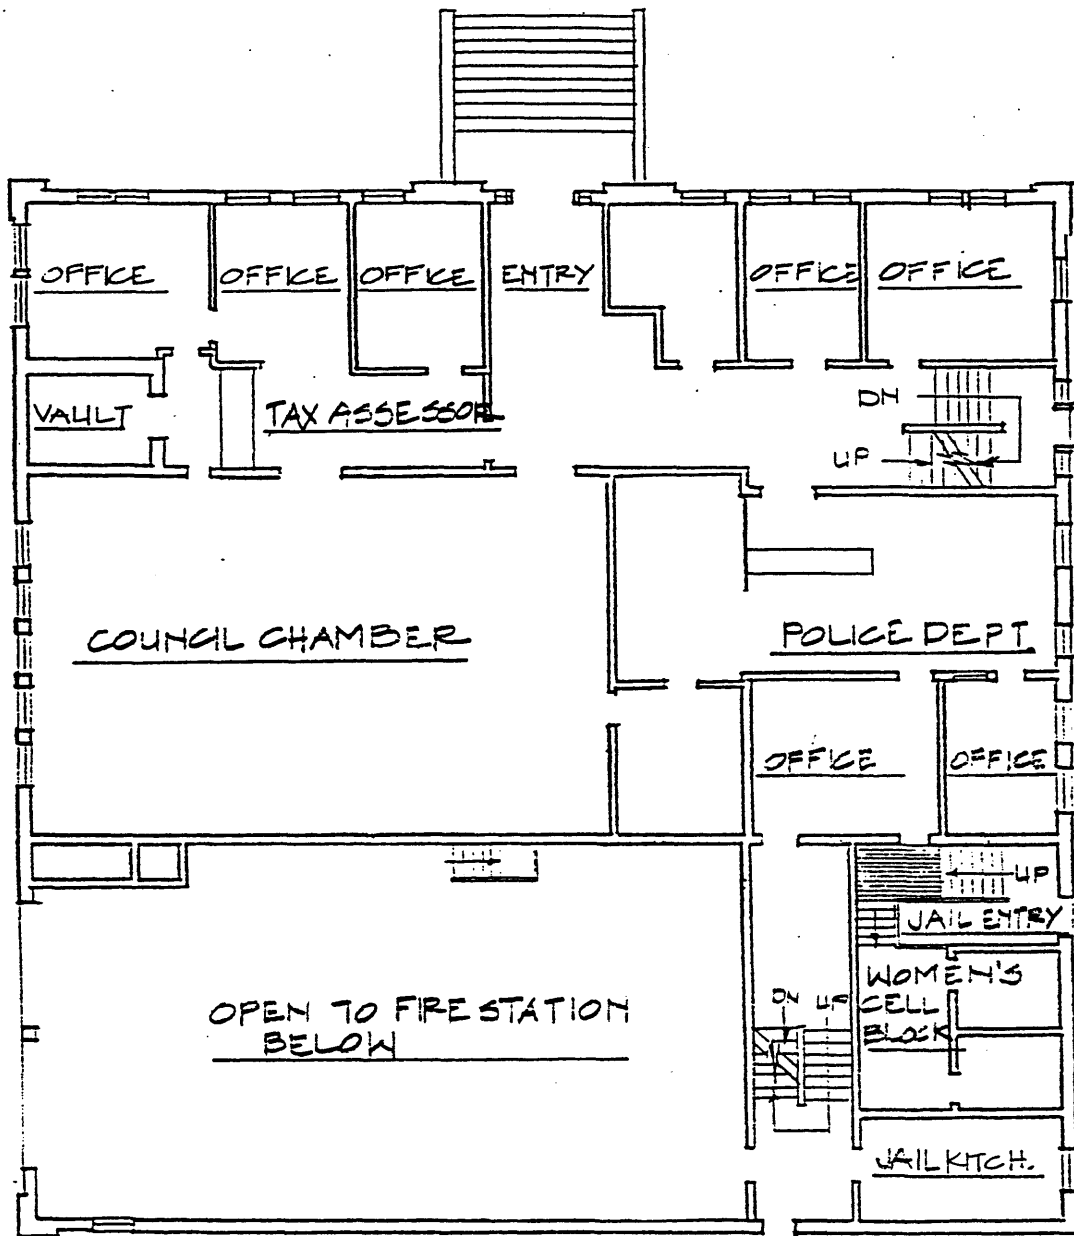 OFFICE
OFFICE
OFFICE
ENTRY
OFFICE
OFFICE
VAULT
TAX ASSESSOR
DN
UP
COUNCIL CHAMBER
POLICE DEPT.
OFFICE
OFFICE
UP
JAIL ENTRY
WOMEN'S
CELL
BLOCK
OPEN TO FIRE STATION
BELOW
DN
UP
JAIL KITCH.